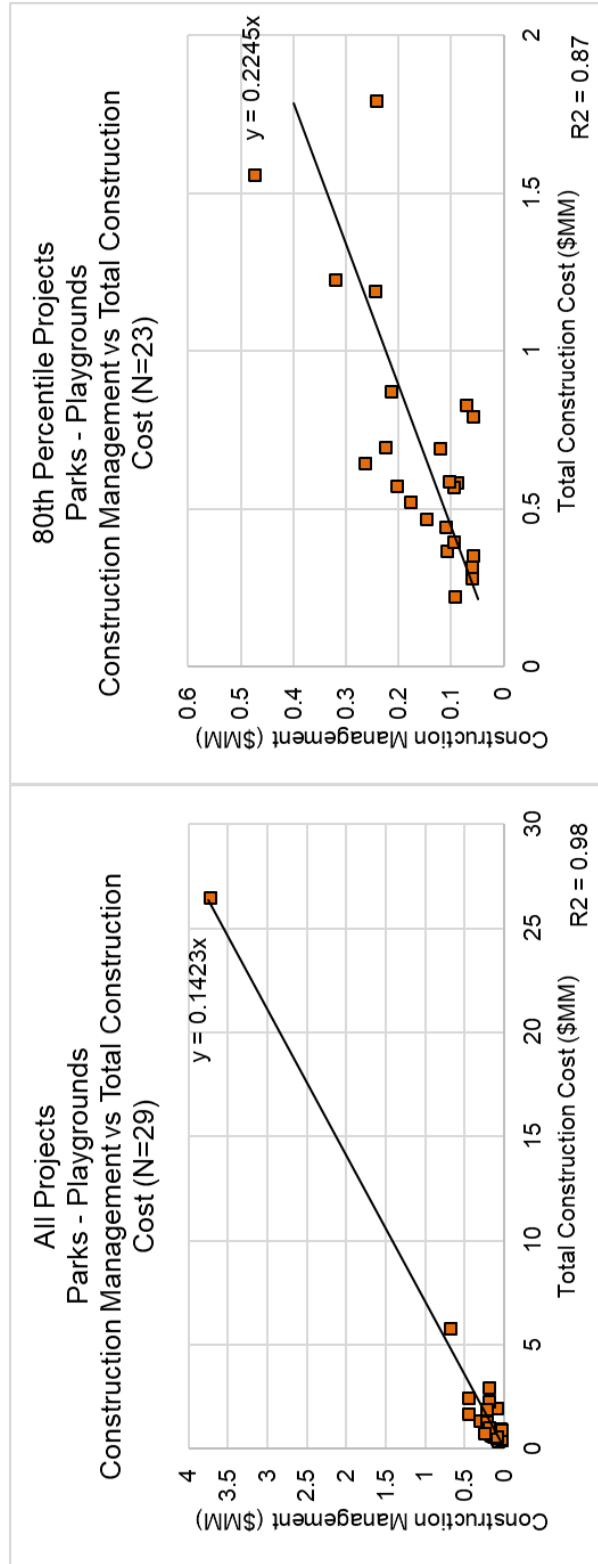 All Projects
Parks - Playgrounds
Construction Management vs Total Construction
Cost (N=29)
Construction Management ($MM)
4
3.5
3
2.5
2
1.5
1
0.5
0
y = 0.1423x
0
5
10
15
20
25
30
Total Construction Cost ($MM)
R2 = 0.98
80th Percentile Projects
Parks - Playgrounds
Construction Management vs Total Construction
Cost (N=23)
Construction Management ($MM)
0.6
0.5
0.4
0.3
0.2
0.1
0
y = 0.2245x
0
0.5
1
1.5
2
Total Construction Cost ($MM)
R2 = 0.87